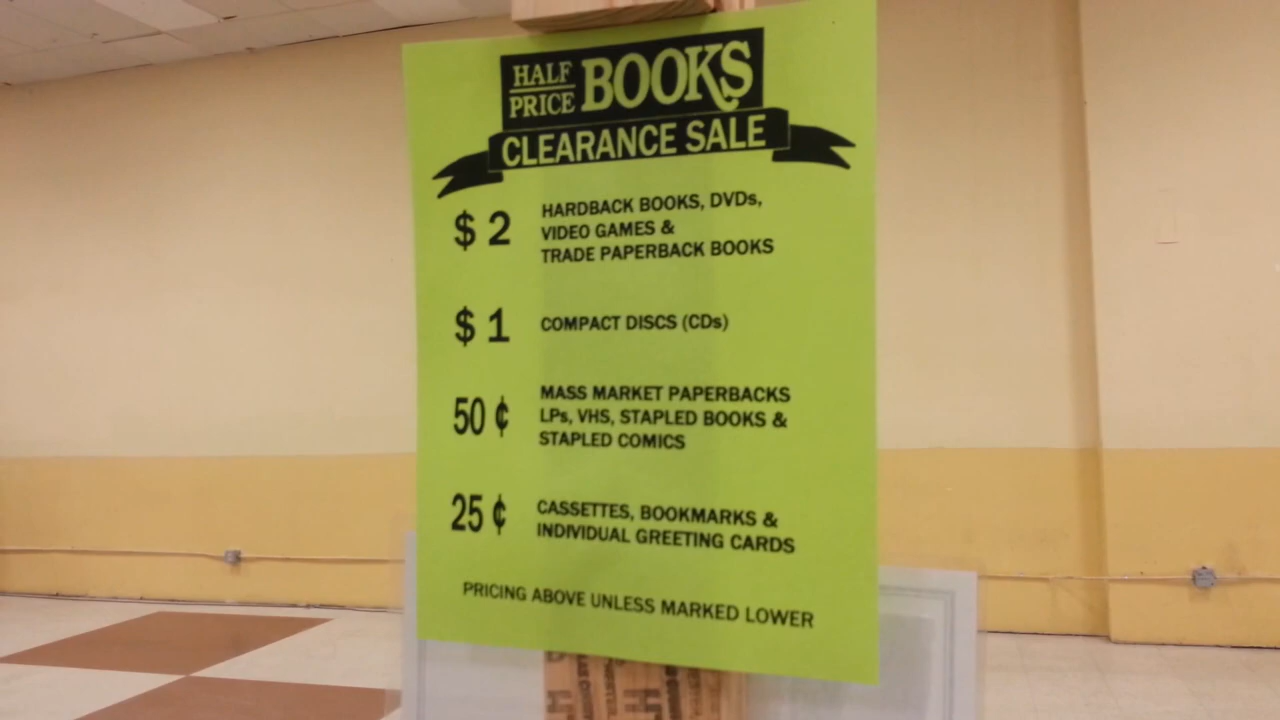 HALF PRICE BOOKS
CLEARANCE SALE
$2 HARDBACK BOOKS, DVDs,
VIDEO GAMES &
TRADE PAPERBACK BOOKS
$1 COMPACT DISCS (CDs)
50¢ MASS MARKET PAPERBACKS
LPs, VHS, STAPLED BOOKS &
STAPLED COMICS
25¢ CASSETTES, BOOKMARKS &
INDIVIDUAL GREETING CARDS
PRICING ABOVE UNLESS MARKED LOWER